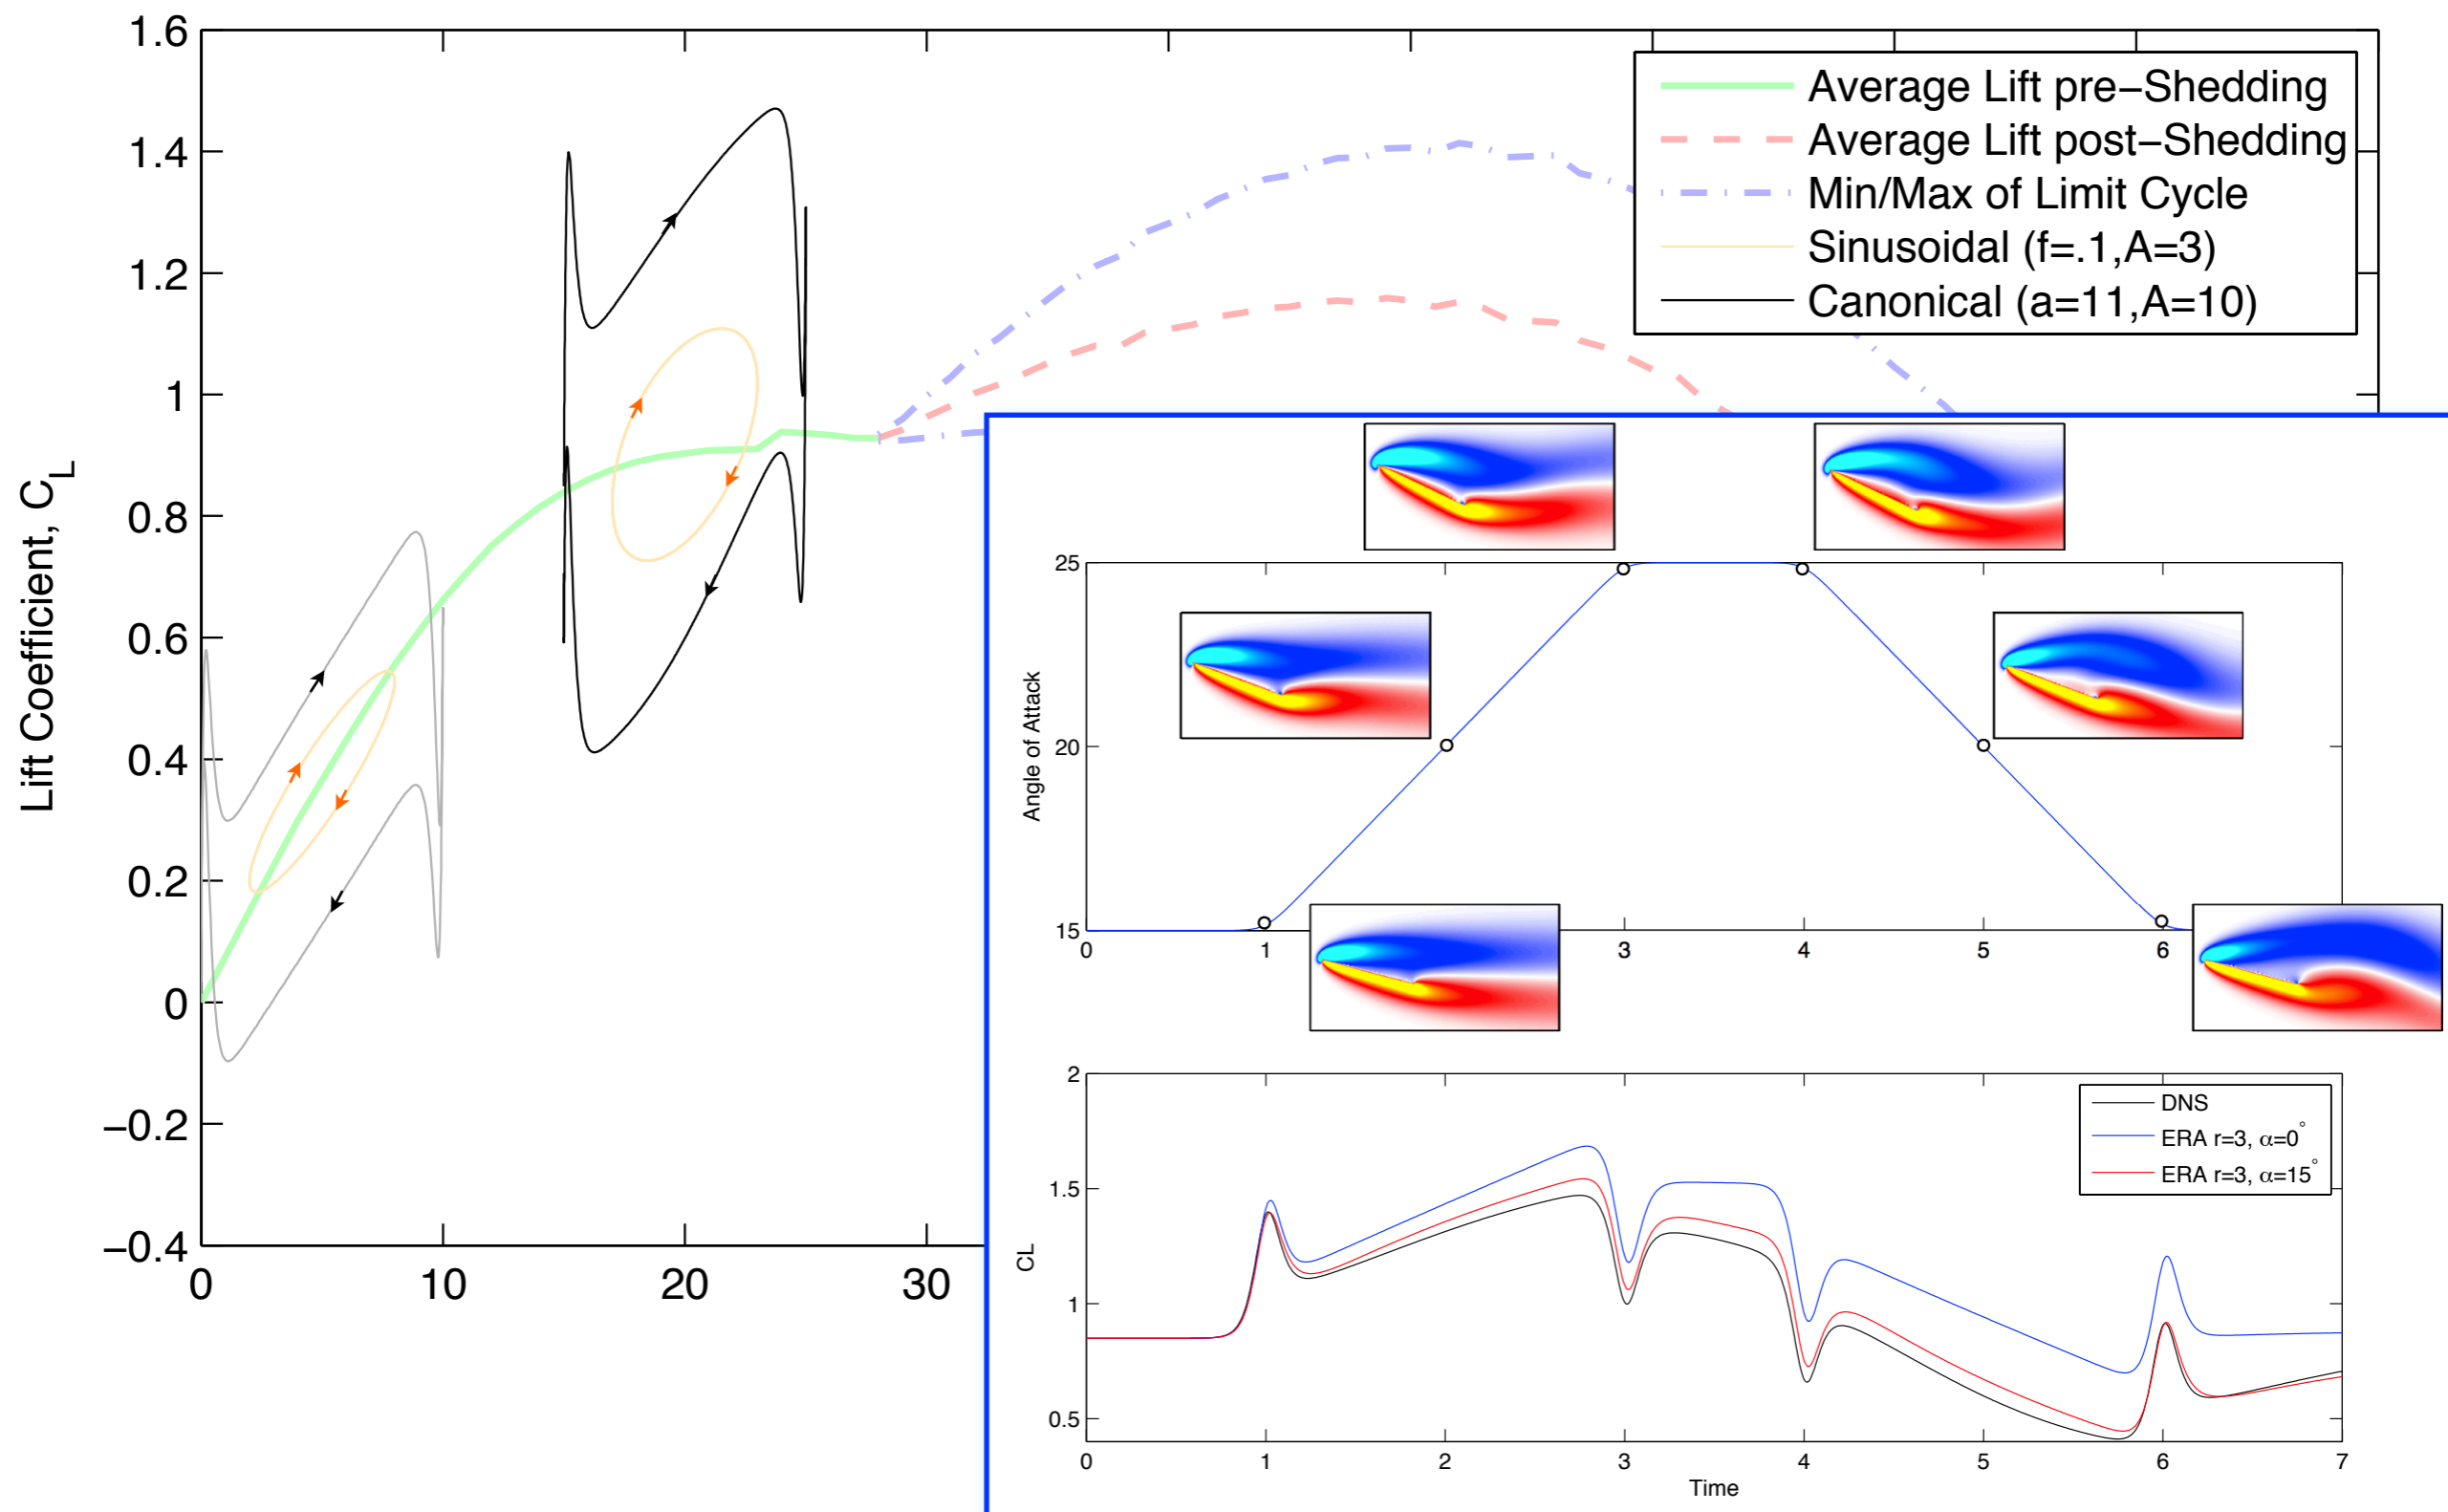 1.6
1.4
1.2
1
0.8
0.6
0.4
0.2
0
−0.2
−0.4
Lift Coefficient, C_L
0 10 20 30
Average Lift pre−Shedding
Average Lift post−Shedding
Min/Max of Limit Cycle
Sinusoidal (f=.1,A=3)
Canonical (a=11,A=10)
25
20
15
Angle of Attack
0 1 3 4 5 6
2
1.5
1
0.5
CL
DNS
ERA r=3, α=0°
ERA r=3, α=15°
0 1 2 3 4 5 6 7
Time